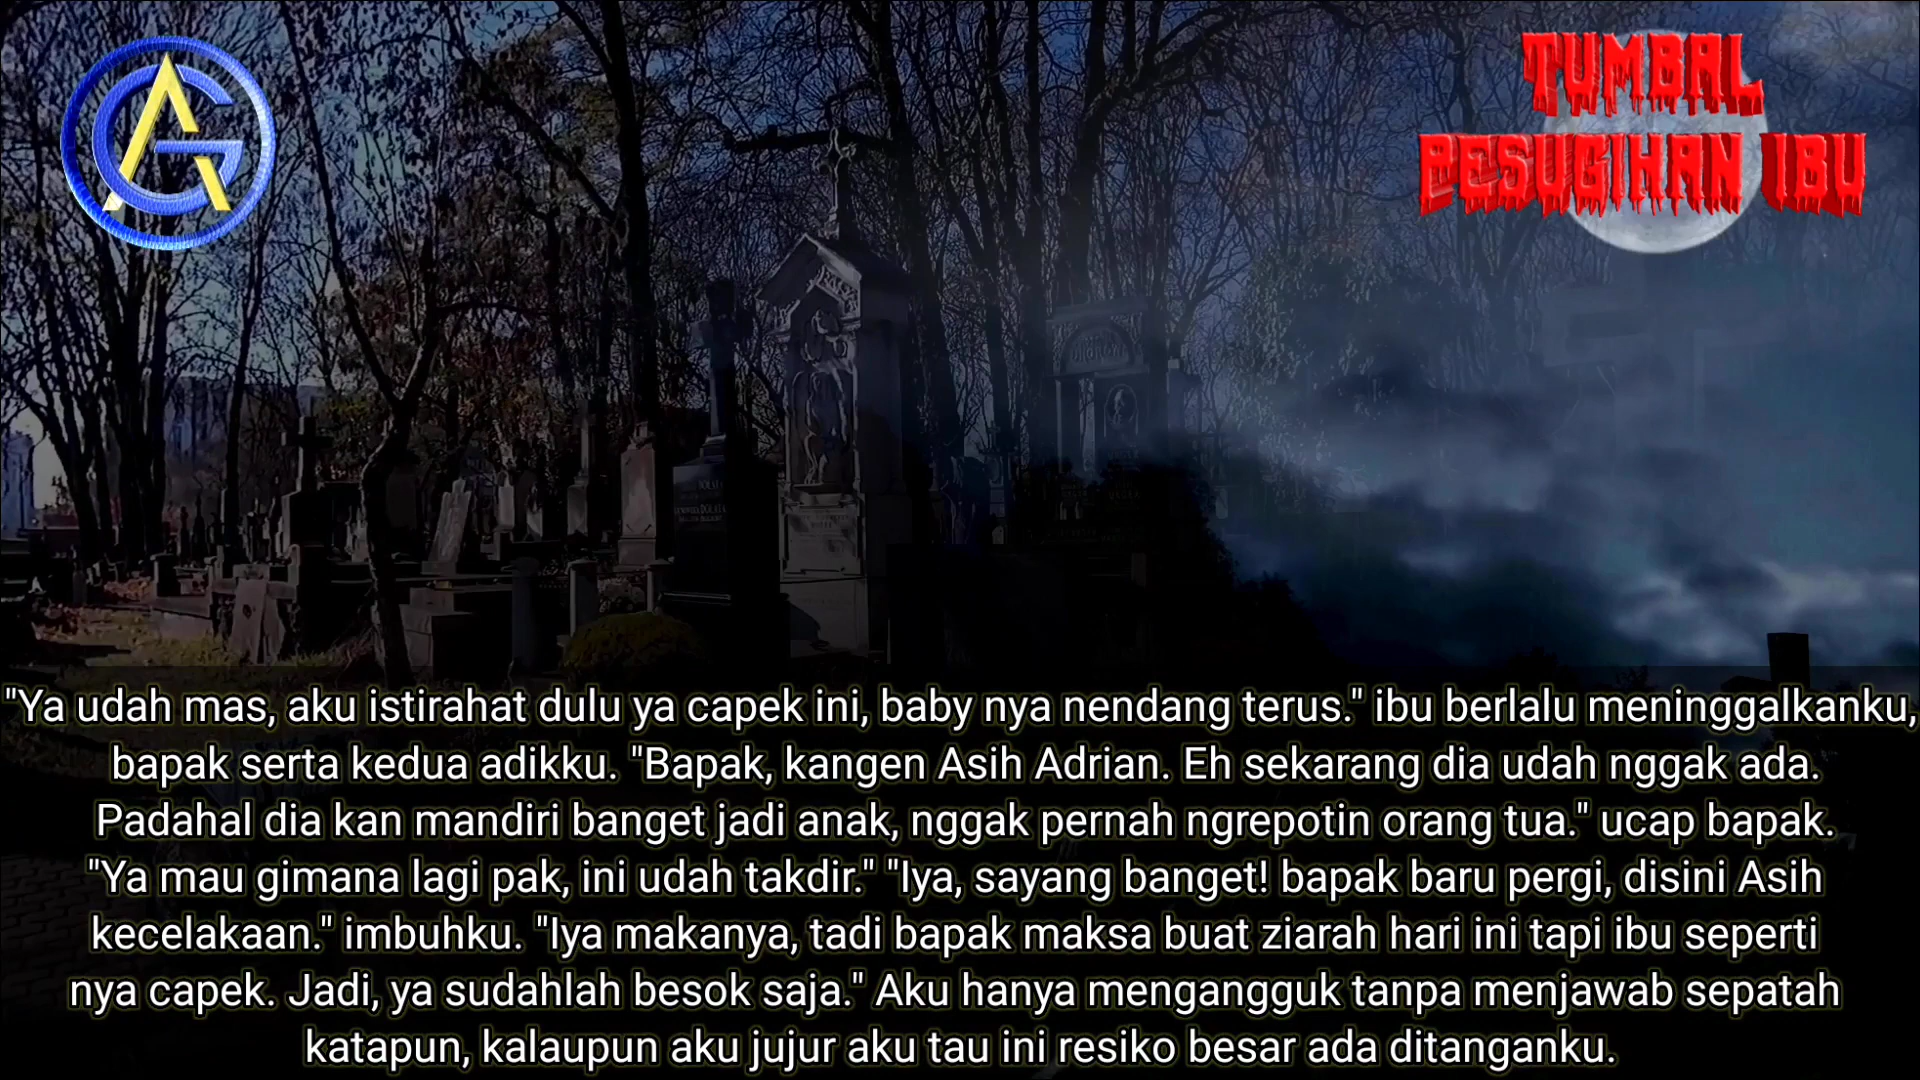 TUMBAL
PESUGIHAN IBU
"Ya udah mas, aku istirahat dulu ya capek ini, baby nya nendang terus." ibu berlalu meninggalkanku,
bapak serta kedua adikku. "Bapak, kangen Asih Adrian. Eh sekarang dia udah nggak ada.
Padahal dia kan mandiri banget jadi anak, nggak pernah ngrepotin orang tua." ucap bapak.
"Ya mau gimana lagi pak, ini udah takdir." "Iya, sayang banget! bapak baru pergi, disini Asih
kecelakaan." imbuhku. "Iya makanya, tadi bapak maksa buat ziarah hari ini tapi ibu seperti
nya capek. Jadi, ya sudahlah besok saja." Aku hanya mengangguk tanpa menjawab sepatah
katapun, kalaupun aku jujur aku tau ini resiko besar ada ditanganku.